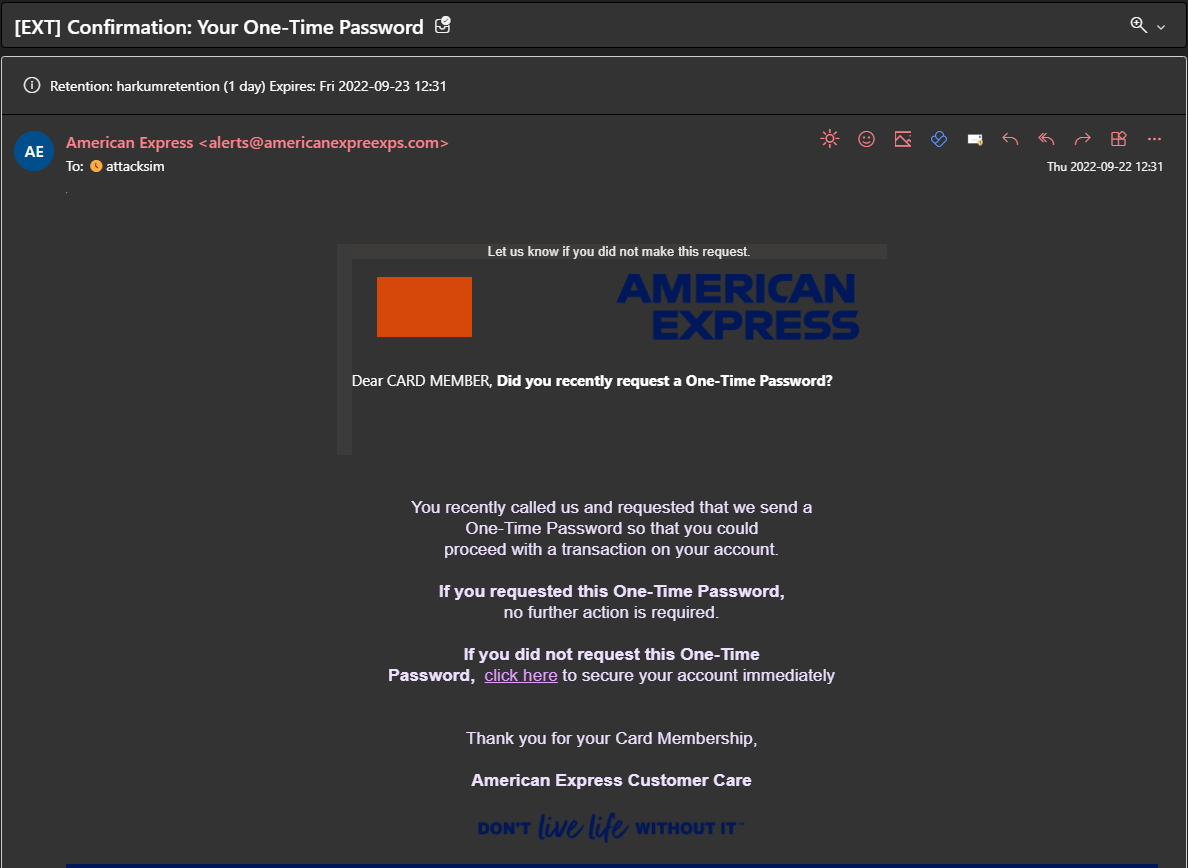 [EXT] Confirmation: Your One-Time Password
Retention: harkumretention (1 day) Expires: Fri 2022-09-23 12:31
AE
American Express <alerts@americanexpreexps.com>
To: attacksim
Thu 2022-09-22 12:31
Let us know if you did not make this request.
AMERICAN
EXPRESS
Dear CARD MEMBER, Did you recently request a One-Time Password?
You recently called us and requested that we send a
One-Time Password so that you could
proceed with a transaction on your account.
If you requested this One-Time Password,
no further action is required.
If you did not request this One-Time
Password, click here to secure your account immediately
Thank you for your Card Membership,
American Express Customer Care
DON'T live life WITHOUT IT™